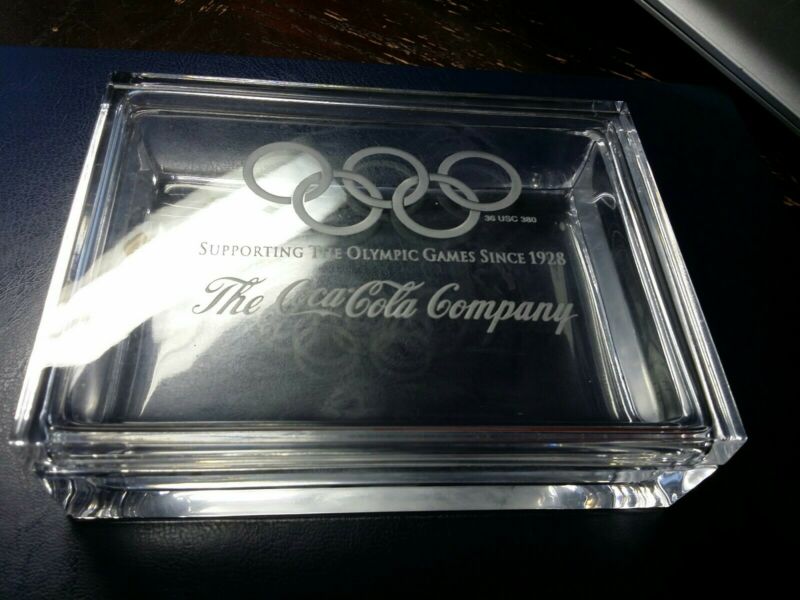 36 USC 380
SUPPORTING THE OLYMPIC GAMES SINCE 1928
The Coca-Cola Company